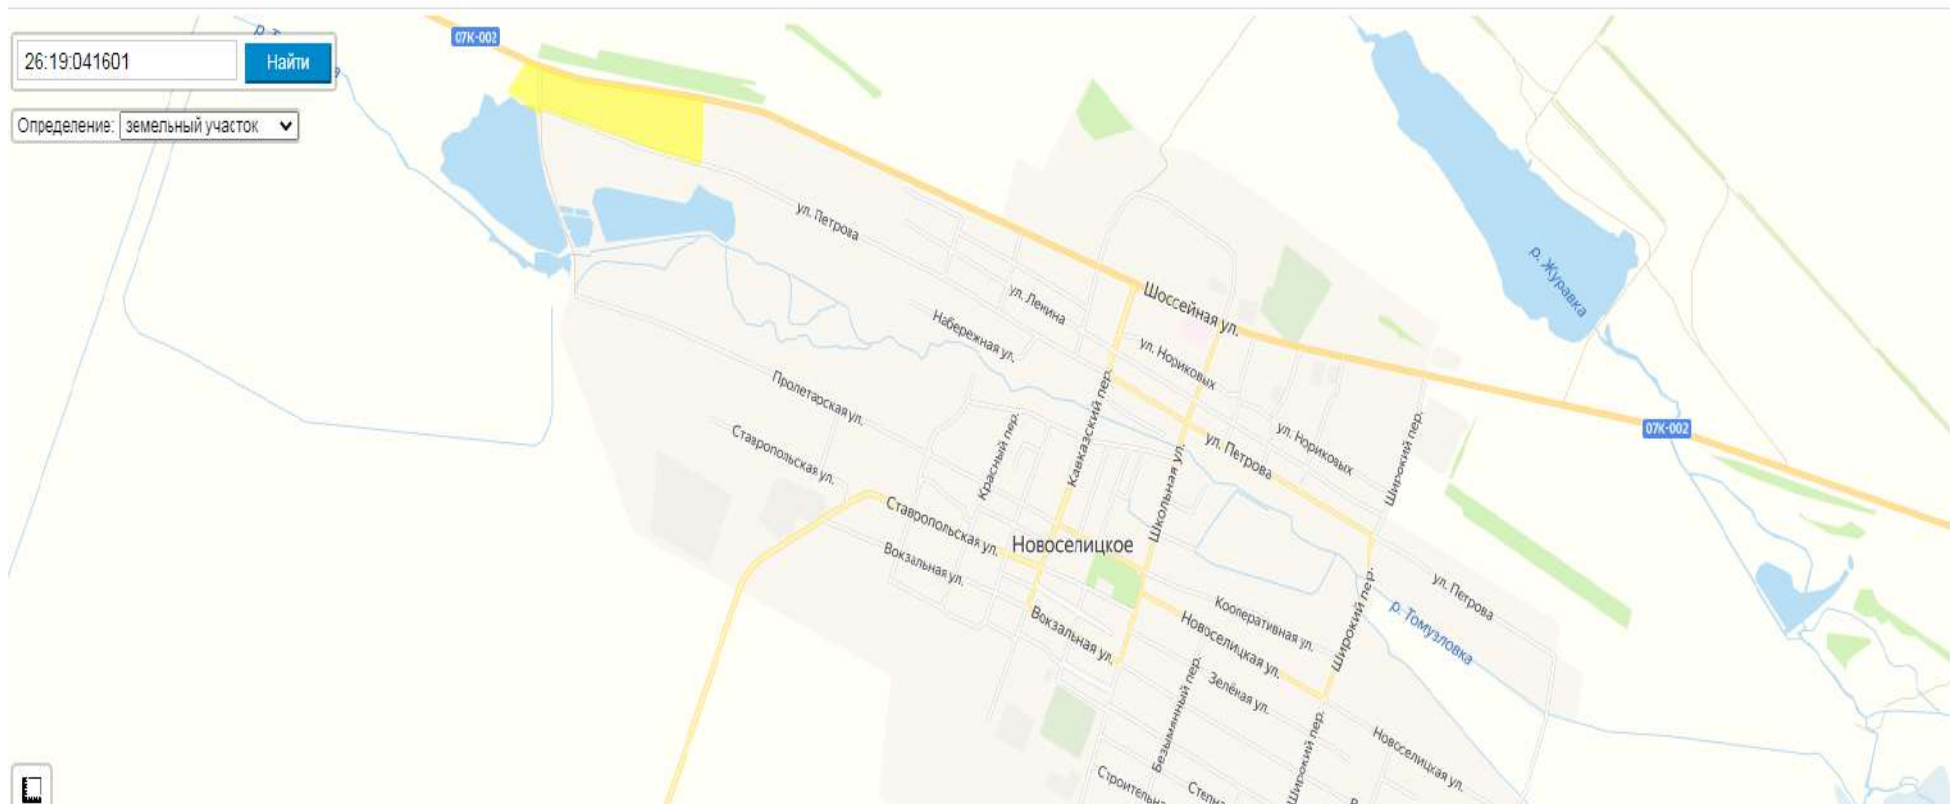 07К-002
26:19:041601
Найти
Определение: земельный участок
ул. Петрова
р. Журавка
Шоссейная ул.
ул. Ленина
Набережная ул.
ул. Нориковых
Пролетарская ул.
Кавказский пер.
Красный пер.
Ставропольская ул.
ул. Петрова
ул. Нориковых
Широкий пер.
07К-002
Школьная ул.
Ставропольская ул.
Новоселицкое
Вокзальная ул.
ул. Петрова
Широкий пер.
Кооперативная ул.
р. Томузловка
Вокзальная ул.
Новоселицкая ул.
Зелёная ул.
Безымянный пер.
Широкий пер.
Новоселицкая ул.
Строительн
Степн